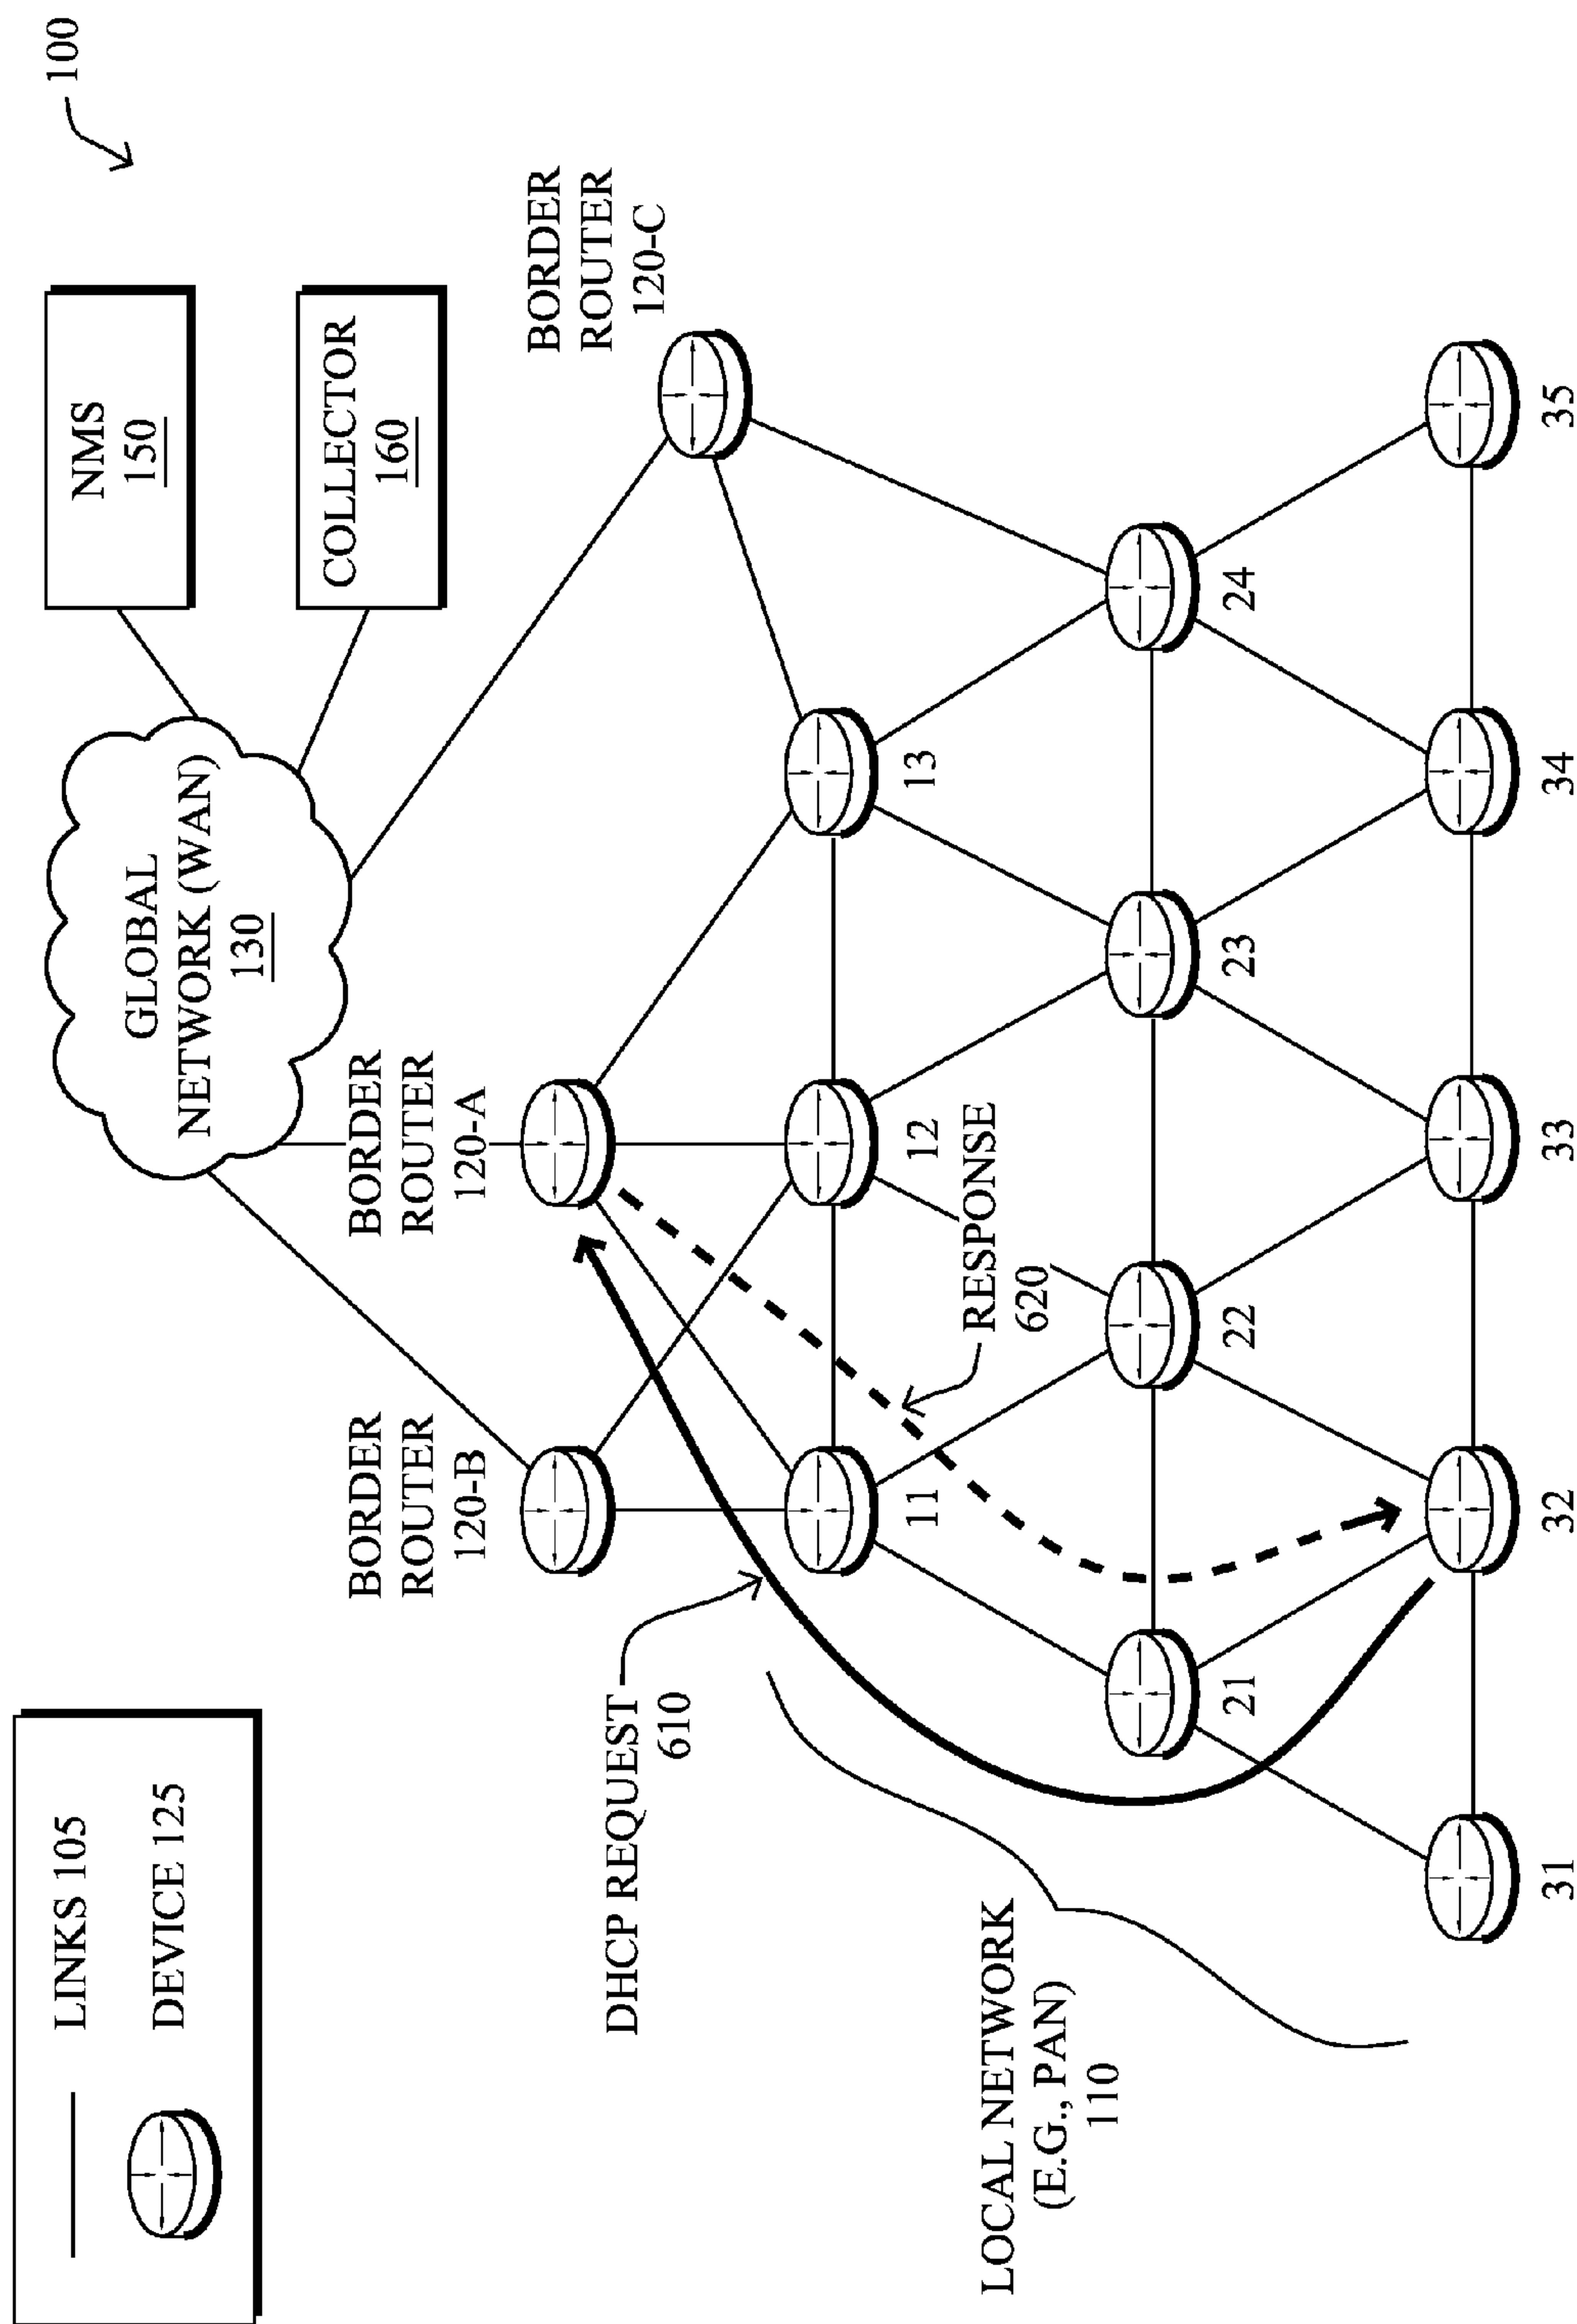 LINKS 105
DEVICE 125
100
NMS
150
COLLECTOR
160
GLOBAL
NETWORK (WAN)
130
BORDER
ROUTER
120-B
BORDER
ROUTER
120-A
BORDER
ROUTER
120-C
DHCP REQUEST
610
11
12
13
RESPONSE
620
LOCAL NETWORK
(E.G., PAN)
110
21
22
23
24
31
32
33
34
35